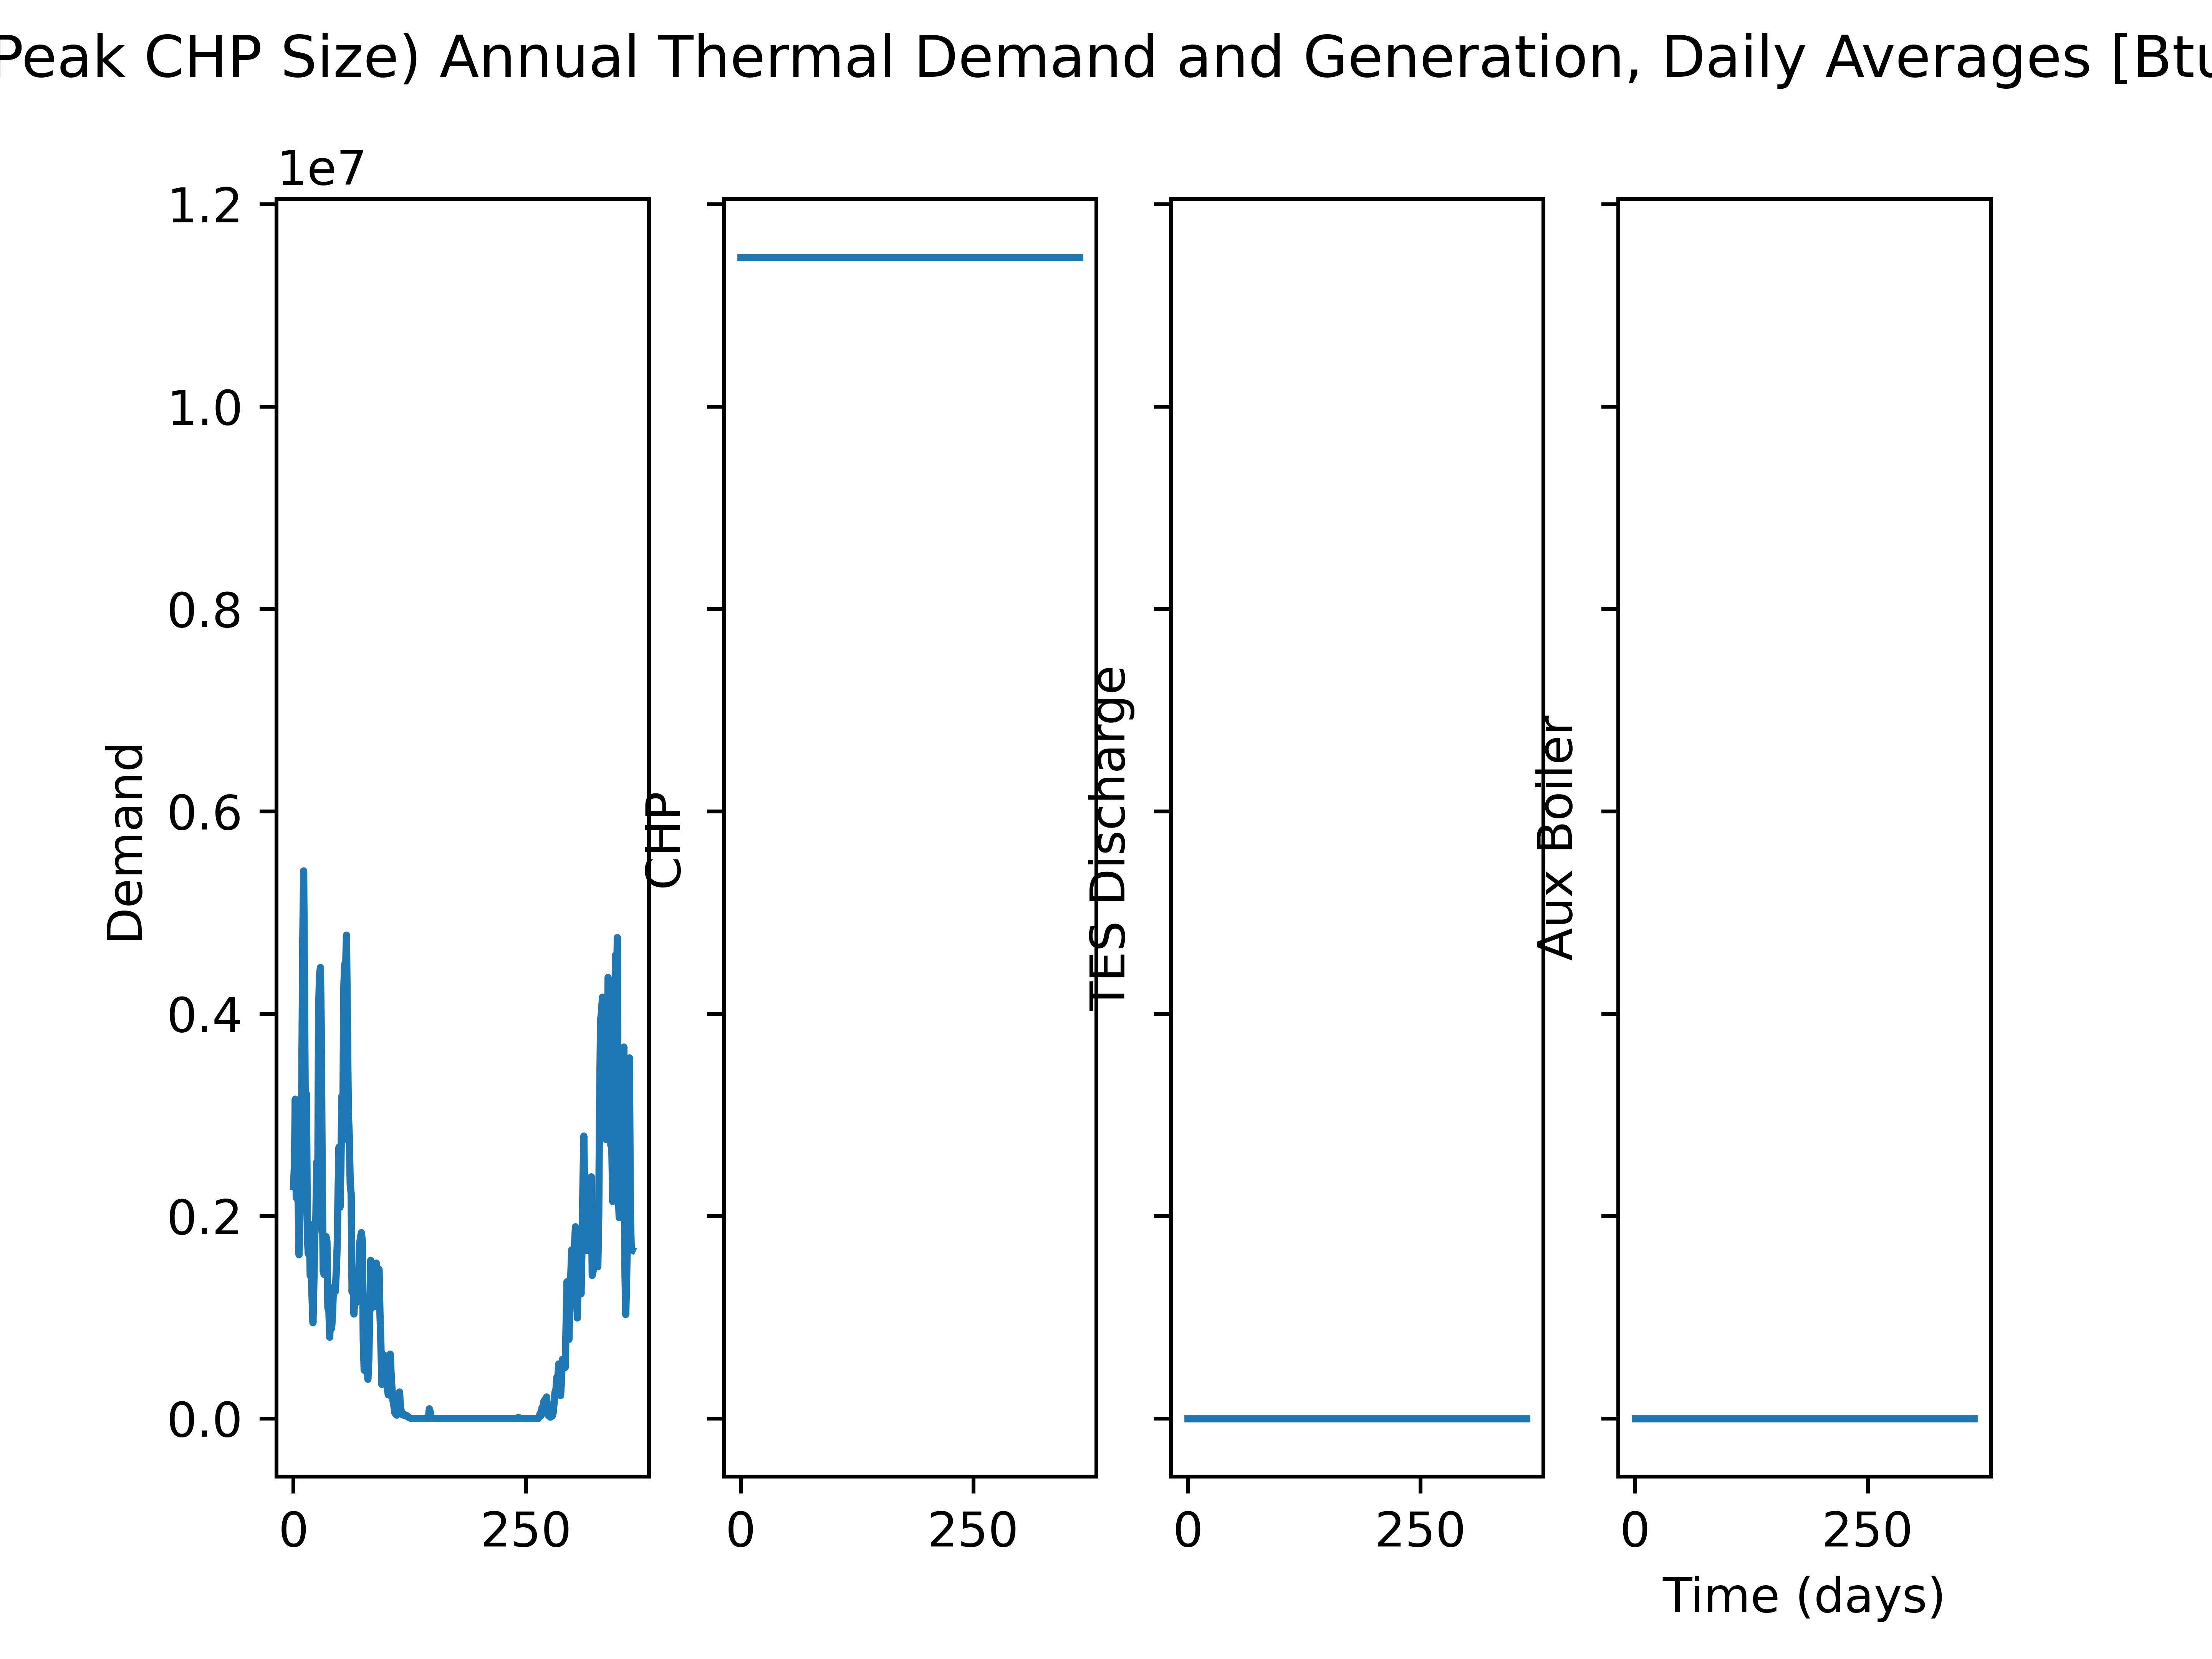 Peak CHP Size) Annual Thermal Demand and Generation, Daily Averages [Btu
1e7
1.2
1.0
0.8
0.6
0.4
0.2
0.0
Demand
CHP
TES Discharge
Aux Boiler
0 250 0 250 0 250 0 250
Time (days)